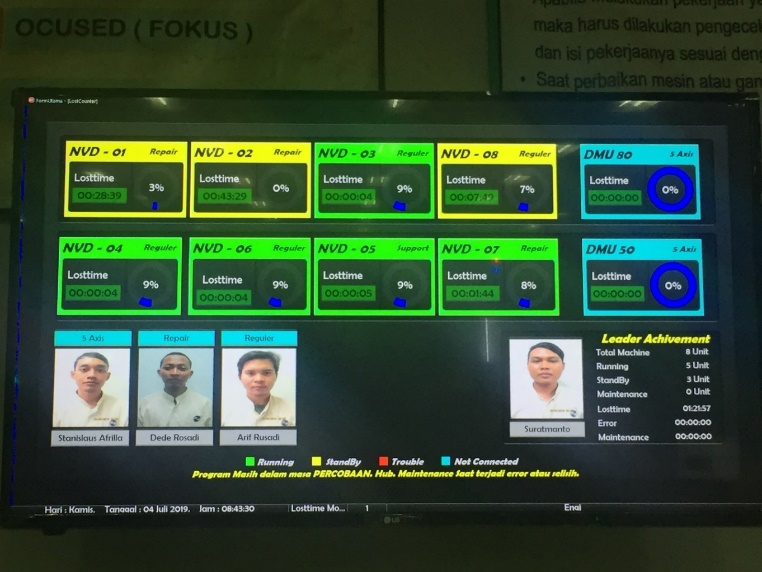 OCUSED ( FOKUS )
maka harus dilakukan pengecek
dan isi pekerjaanya sesuai den
• Saat perbaikan mesin atau gan
FormUtama - [LostCounter]
NVD - 01 Repair
Losttime
00:28:39
3%
NVD - 02 Repair
Losttime
00:43:29
0%
NVD - 03 Reguler
Losttime
00:00:04
9%
NVD - 08 Reguler
Losttime
7%
DMU 80 5 Axis
Losttime
00:00:00
0%
NVD - 04 Reguler
Losttime
00:00:04
9%
NVD - 06 Reguler
Losttime
00:00:04
9%
NVD - 05 Support
Losttime
00:00:05
9%
NVD - 07 Repair
Losttime
00:01:44
8%
DMU 50 5 Axis
Losttime
00:00:00
0%
5 Axis
Stanislaus Afrilia
Repair
Dede Rosadi
Reguler
Arif Rusadi
Suratmanto
Leader Achivement
Total Machine 8 Unit
Running 5 Unit
StandBy 3 Unit
Maintenance 0 Unit
Losttime 01:21:57
Error 00:00:00
Maintenance 00:00:00
Running StandBy Trouble Not Connected
Program Masih dalam masa PERCOBAAN. Hub. Maintenance Saat terjadi error atau selisih.
Hari : Kamis. Tanggal : 04 Juli 2019. Jam : 08:43:30 Losttime Mo... 1 Enal
LG